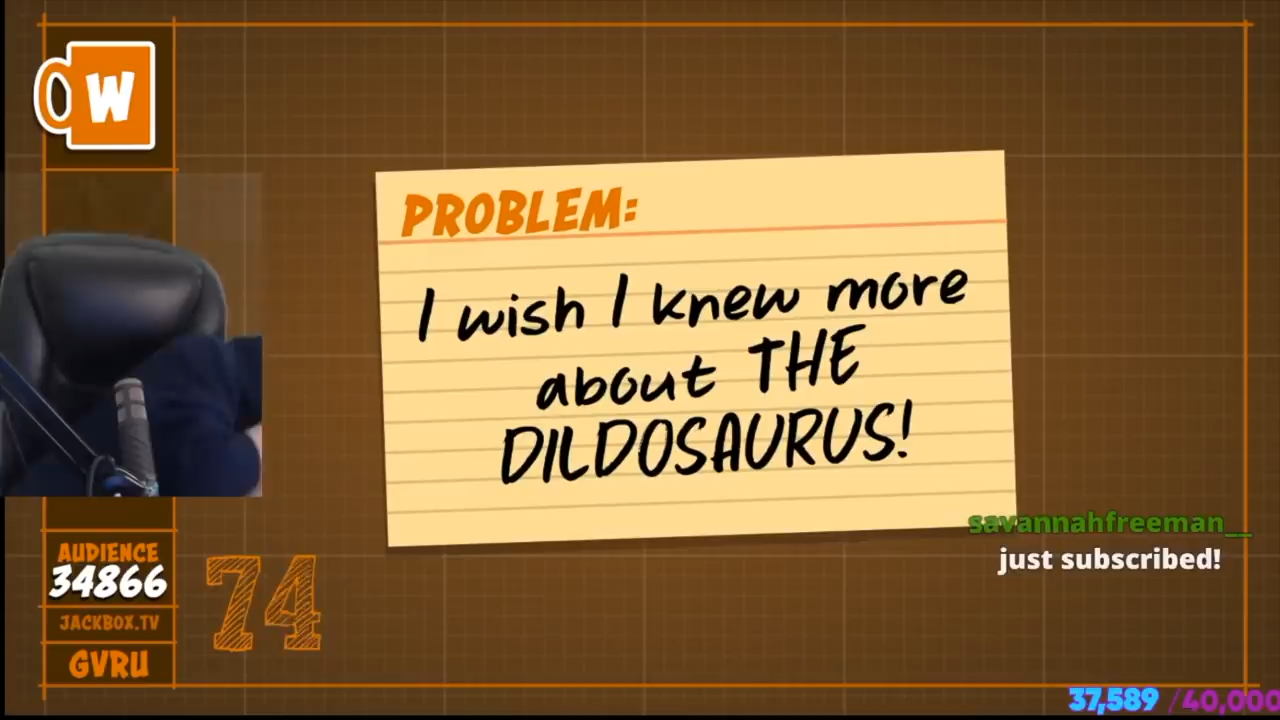 W
PROBLEM:
I wish I knew more
about THE
DILDOSAURUS!
savannahfreeman__
just subscribed!
AUDIENCE
34866
74
JACKBOX.TV
GVRU
37,589 /40,000